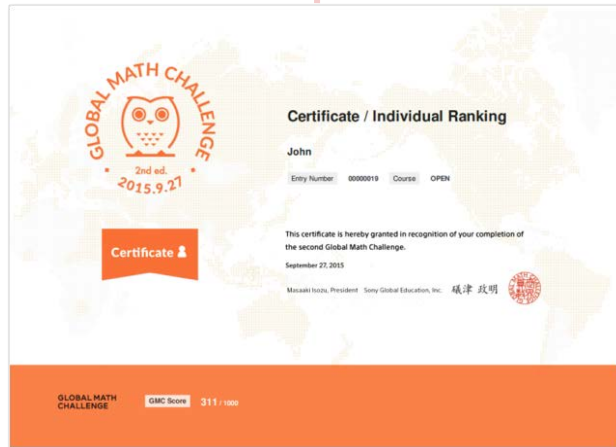 GLOBAL MATH CHALLENGE
2nd ed.
2015.9.27
Certificate
Certificate / Individual Ranking
John
Entry Number 00000019 Course OPEN
This certificate is hereby granted in recognition of your completion of
the second Global Math Challenge.
September 27, 2015
Masaaki Isozu, President Sony Global Education, Inc. 礒津 政明
GLOBAL MATH
CHALLENGE
GMC Score 311 / 1000